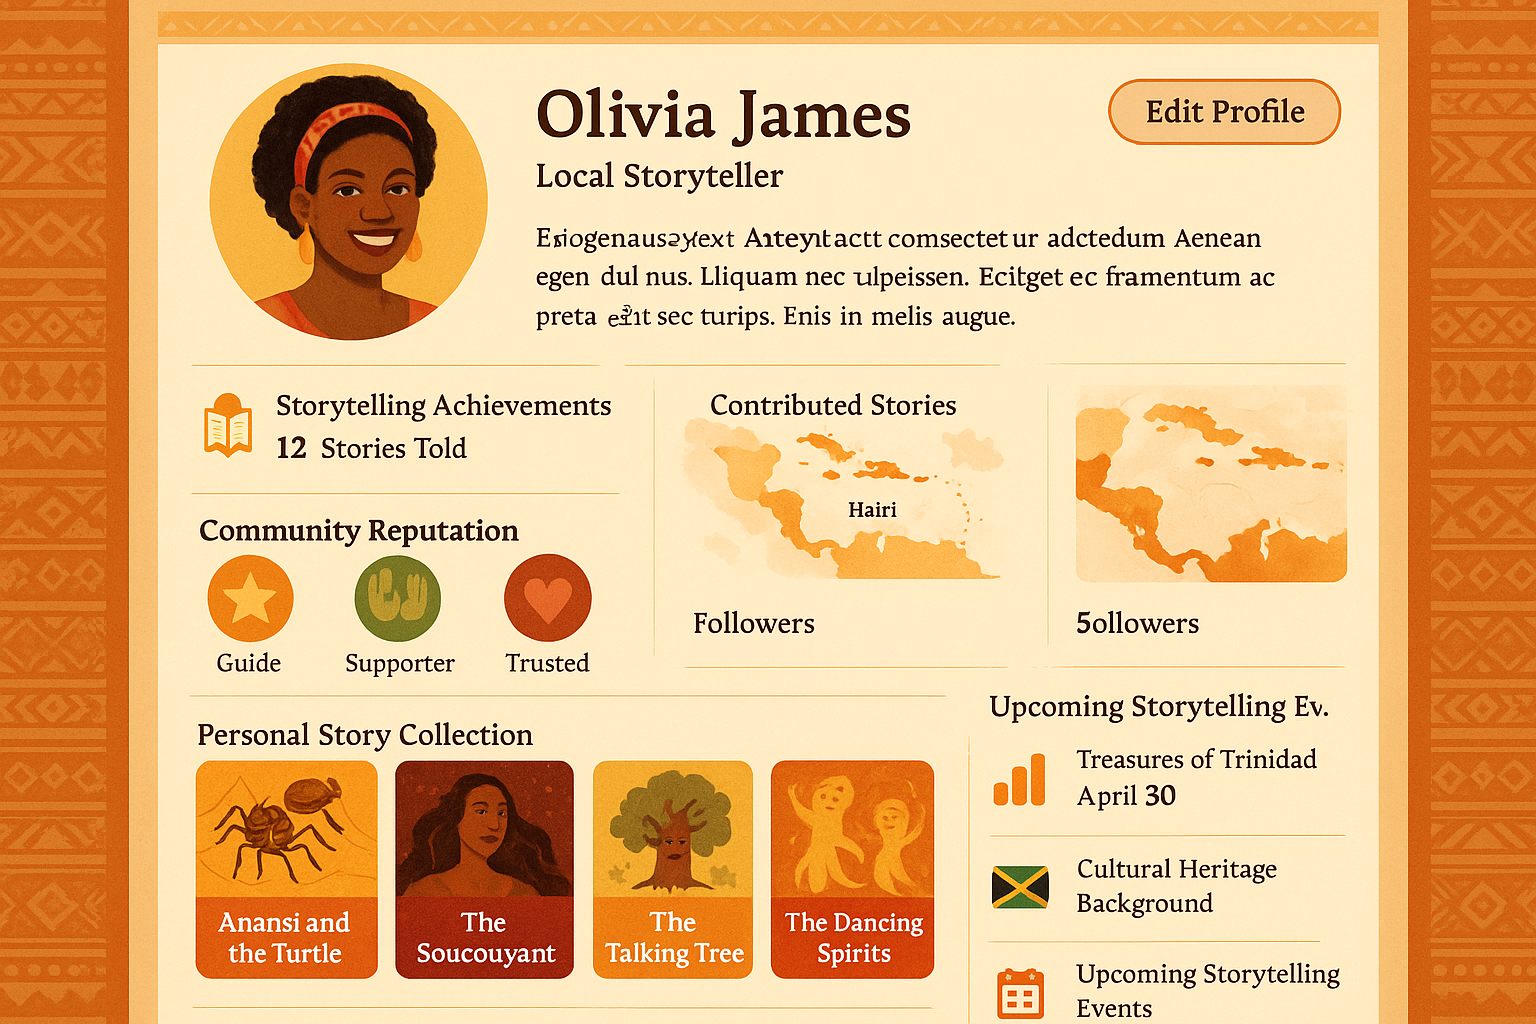 Olivia James
Edit Profile
Local Storyteller
comsectetur adctedum Aenean
egen dul nus. Lliquam nec ulpeissen. Ecitget ec framentum ac
preta sec turips. Enis in melis augue.
Storytelling Achievements
12 Stories Told
Contributed Stories
Hairi
Community Reputation
Guide
Supporter
Trusted
Followers
5ollowers
Personal Story Collection
Anansi and
the Turtle
The
Soucouyant
The
Talking Tree
The Dancing
Spirits
Upcoming Storytelling Ev.
Treasures of Trinidad
April 30
Cultural Heritage
Background
Upcoming Storytelling
Events